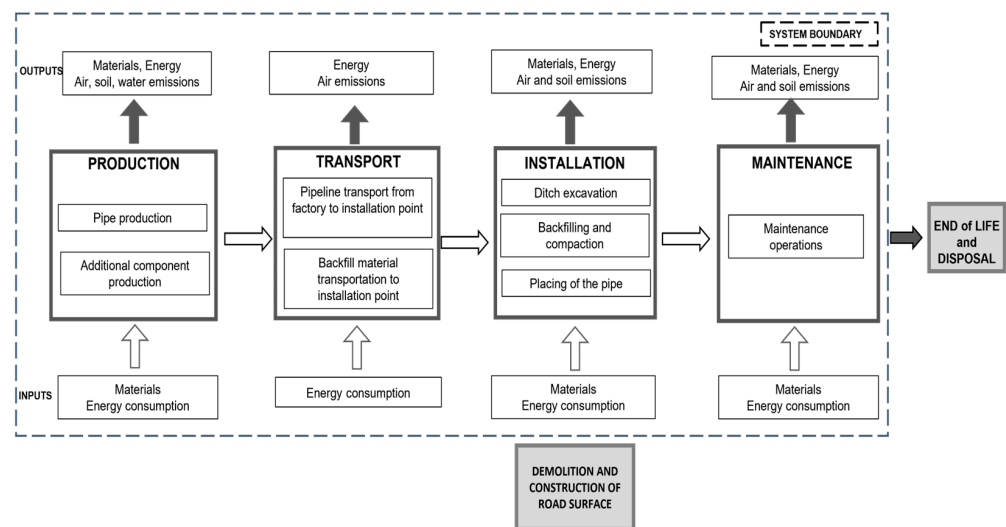 SYSTEM BOUNDARY
OUTPUTS
Materials, Energy
Air, soil, water emissions
Energy
Air emissions
Materials, Energy
Air and soil emissions
Materials, Energy
Air and soil emissions
PRODUCTION
Pipe production
Additional component
production
TRANSPORT
Pipeline transport from
factory to installation point
Backfill material
transportation to
installation point
INSTALLATION
Ditch excavation
Backfilling and
compaction
Placing of the pipe
MAINTENANCE
Maintenance
operations
END of LIFE
and
DISPOSAL
INPUTS
Materials
Energy consumption
Energy consumption
Materials
Energy consumption
Materials
Energy consumption
DEMOLITION AND
CONSTRUCTION OF
ROAD SURFACE